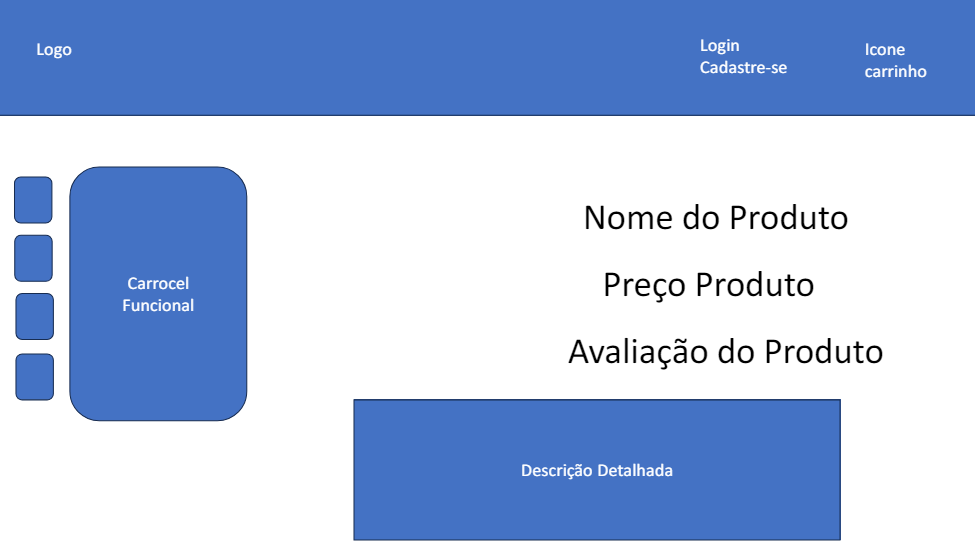 Logo
Login
Cadastre-se
Icone
carrinho
Carrocel
Funcional
Nome do Produto
Preço Produto
Avaliação do Produto
Descrição Detalhada